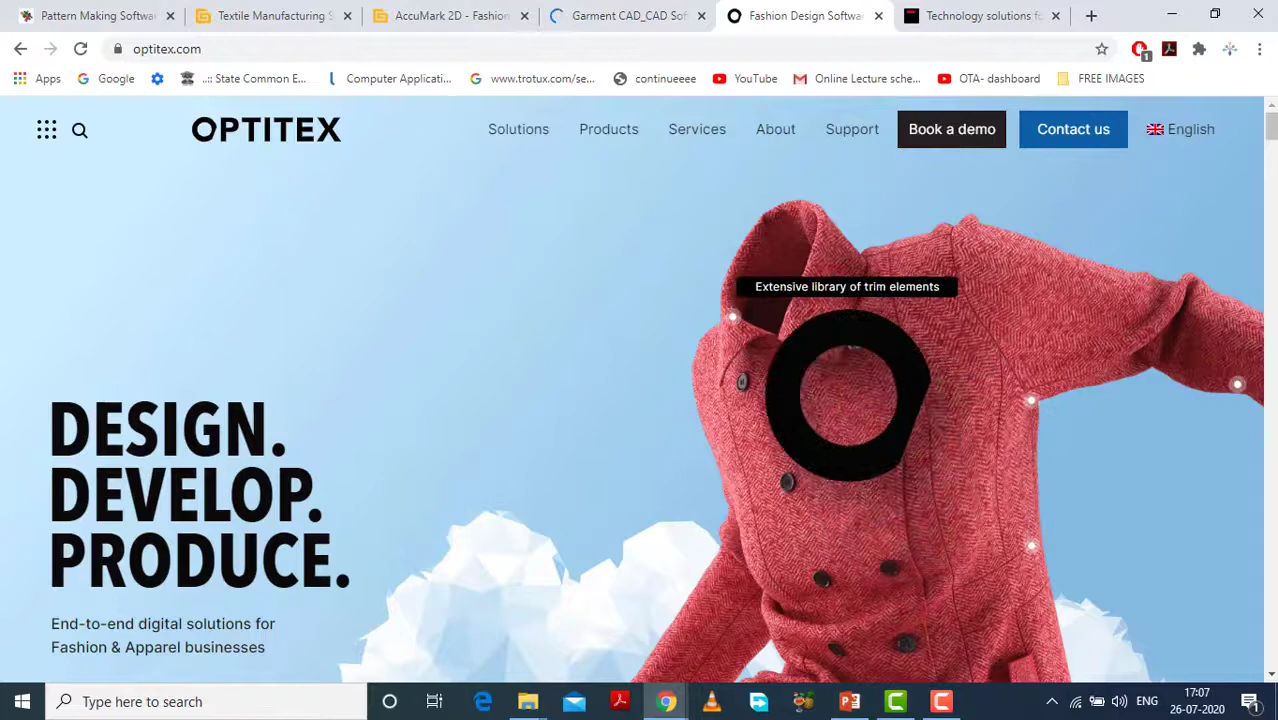 Pattern Making Softwa
Textile Manufacturing S
AccuMark 2D - Fashion
Garment CAD_CAD Sof
Fashion Design Softwa
Technology solutions fo
optitex.com
1
Apps
Google
..:: State Common E...
Computer Applicati...
www.trotux.com/se...
continueeee
YouTube
Online Lecture sche...
OTA- dashboard
FREE IMAGES
OPTITEX
Solutions
Products
Services
About
Support
Book a demo
Contact us
English
Extensive library of trim elements
DESIGN.
DEVELOP.
PRODUCE.
End-to-end digital solutions for
Fashion & Apparel businesses
Type here to search
ENG
17:07
26-07-2020
1